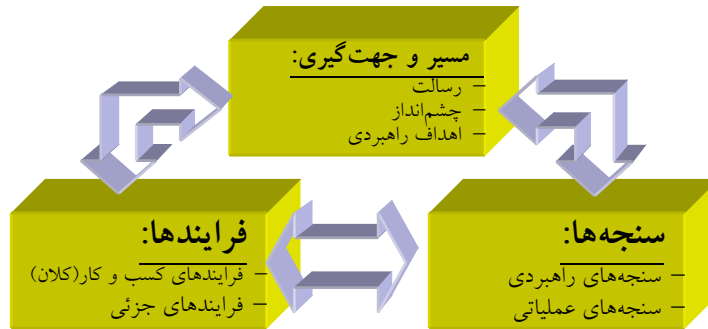 مسیر و جهت‌گیری:
– رسالت
– چشم‌انداز
– اهداف راهبردی
سنجه‌ها:
– سنجه‌های راهبردی
– سنجه‌های عملیاتی
فرایندها:
– فرایندهای کسب و کار(کلان)
– فرایندهای جزئی